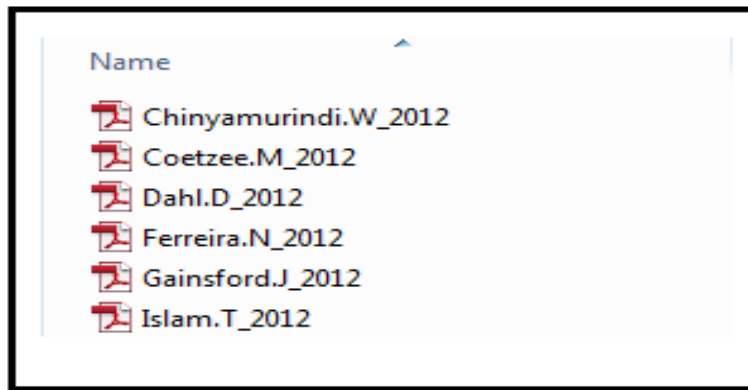 Name
Chinyamurindi.W_2012
Coetzee.M_2012
Dahl.D_2012
Ferreira.N_2012
Gainsford.J_2012
Islam.T_2012